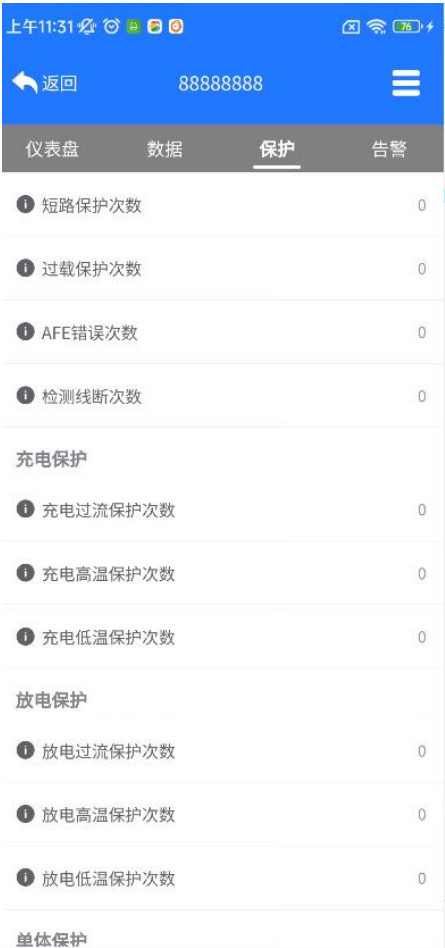 上午11:31
76
返回
88888888
仪表盘 数据 保护 告警
短路保护次数 0
过载保护次数 0
AFE错误次数 0
检测线断次数 0
充电保护
充电过流保护次数 0
充电高温保护次数 0
充电低温保护次数 0
放电保护
放电过流保护次数 0
放电高温保护次数 0
放电低温保护次数 0
单体保护